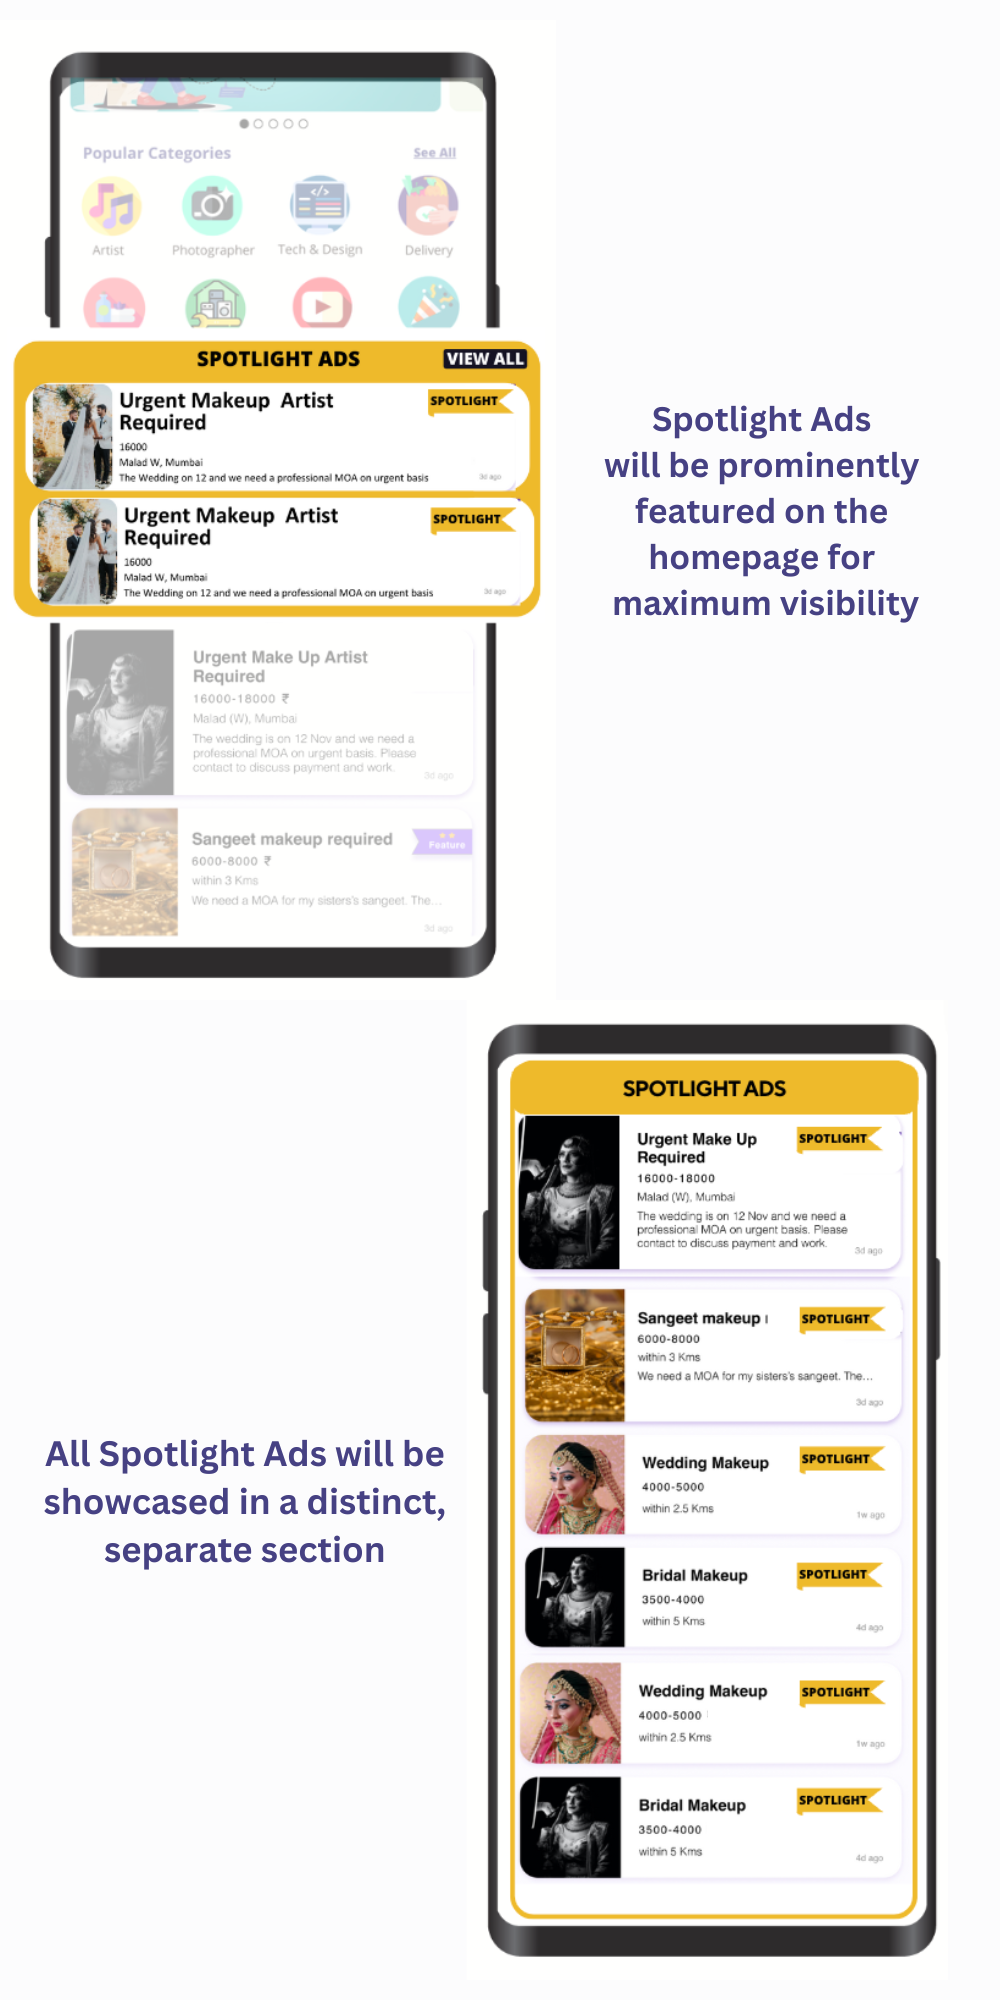 Popular Categories
See All
Artist
Photographer
Tech & Design
Delivery
SPOTLIGHT ADS
VIEW ALL
Urgent Makeup Artist
Required
SPOTLIGHT
16000
Malad W, Mumbai
The Wedding on 12 and we need a professional MOA on urgent basis
3d ago
Urgent Makeup Artist
Required
SPOTLIGHT
16000
Malad W, Mumbai
The Wedding on 12 and we need a professional MOA on urgent basis
3d ago
Spotlight Ads
will be prominently
featured on the
homepage for
maximum visibility
Urgent Make Up Artist
Required
16000-18000 ₹
Malad (W), Mumbai
The wedding is on 12 Nov and we need a
professional MOA on urgent basis. Please
contact to discuss payment and work.
3d ago
Sangeet makeup required
Feature
6000-8000 ₹
within 3 Kms
We need a MOA for my sisters's sangeet. The...
3d ago
All Spotlight Ads will be
showcased in a distinct,
separate section
SPOTLIGHT ADS
Urgent Make Up
Required
SPOTLIGHT
16000-18000
Malad (W), Mumbai
The wedding is on 12 Nov and we need a
professional MOA on urgent basis. Please
contact to discuss payment and work.
3d ago
Sangeet makeup
SPOTLIGHT
6000-8000
within 3 Kms
We need a MOA for my sisters's sangeet. The...
3d ago
Wedding Makeup
SPOTLIGHT
4000-5000
within 2.5 Kms
1w ago
Bridal Makeup
SPOTLIGHT
3500-4000
within 5 Kms
4d ago
Wedding Makeup
SPOTLIGHT
4000-5000
within 2.5 Kms
1w ago
Bridal Makeup
SPOTLIGHT
3500-4000
within 5 Kms
4d ago